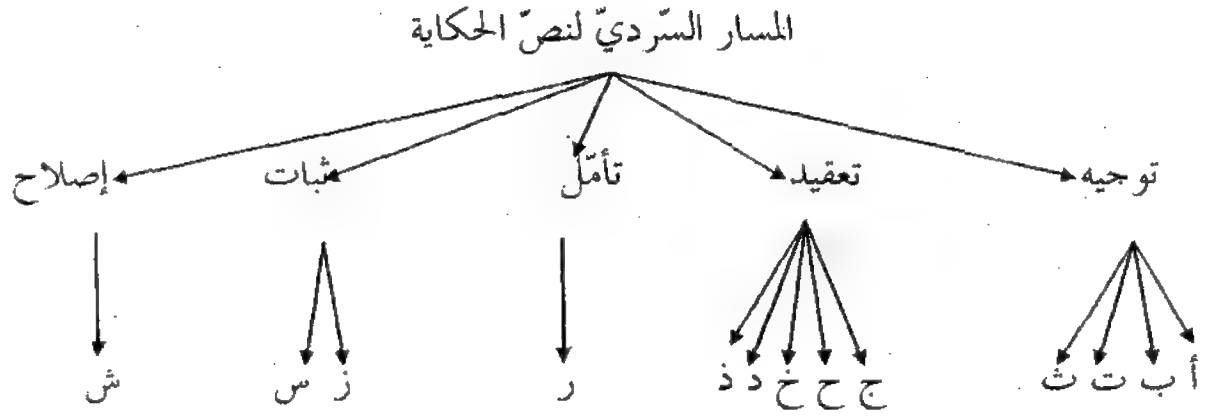 المسار السّرديّ لنصّ الحكاية
توجيه تعقيد تأمّل ثبات إصلاح
أ ب ت ث ج ح خ د ذ ر ز س ش